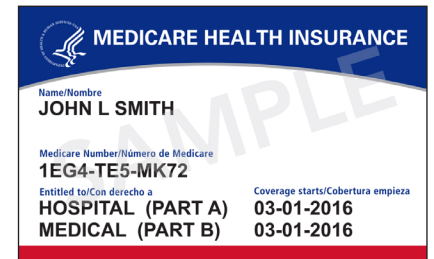 MEDICARE HEALTH INSURANCE
Name/Nombre
JOHN L SMITH
Medicare Number/Número de Medicare
1EG4-TE5-MK72
Entitled to/Con derecho a Coverage starts/Cobertura empieza
HOSPITAL (PART A) 03-01-2016
MEDICAL (PART B) 03-01-2016
SAMPLE